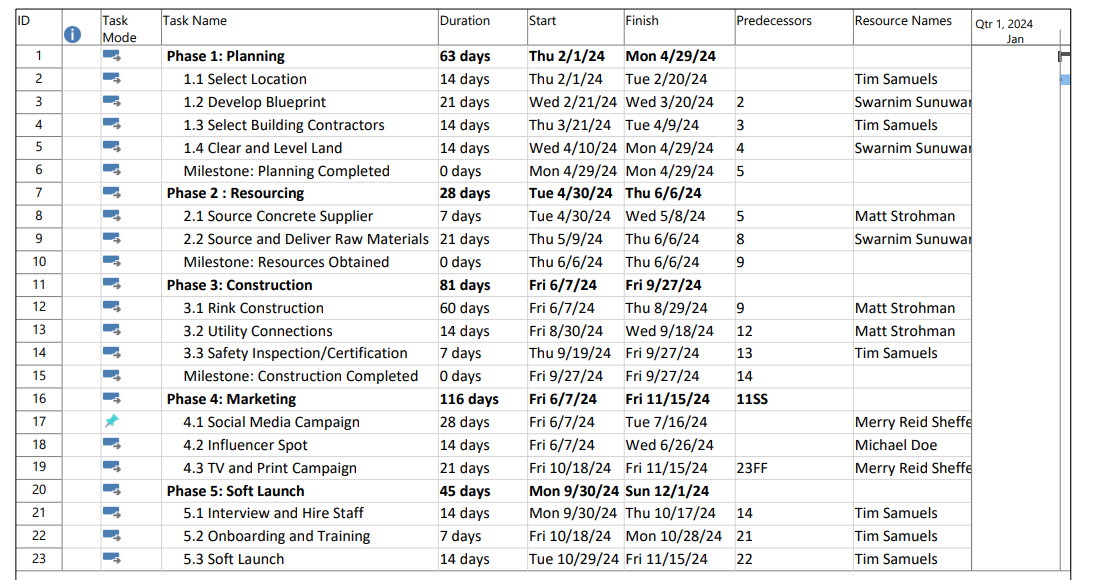 ID Task Mode Task Name Duration Start Finish Predecessors Resource Names Qtr 1, 2024 Jan
1 Phase 1: Planning 63 days Thu 2/1/24 Mon 4/29/24
2 1.1 Select Location 14 days Thu 2/1/24 Tue 2/20/24 Tim Samuels
3 1.2 Develop Blueprint 21 days Wed 2/21/24 Wed 3/20/24 2 Swarnim Sunuwar
4 1.3 Select Building Contractors 14 days Thu 3/21/24 Tue 4/9/24 3 Tim Samuels
5 1.4 Clear and Level Land 14 days Wed 4/10/24 Mon 4/29/24 4 Swarnim Sunuwar
6 Milestone: Planning Completed 0 days Mon 4/29/24 Mon 4/29/24 5
7 Phase 2 : Resourcing 28 days Tue 4/30/24 Thu 6/6/24
8 2.1 Source Concrete Supplier 7 days Tue 4/30/24 Wed 5/8/24 5 Matt Strohman
9 2.2 Source and Deliver Raw Materials 21 days Thu 5/9/24 Thu 6/6/24 8 Swarnim Sunuwar
10 Milestone: Resources Obtained 0 days Thu 6/6/24 Thu 6/6/24 9
11 Phase 3: Construction 81 days Fri 6/7/24 Fri 9/27/24
12 3.1 Rink Construction 60 days Fri 6/7/24 Thu 8/29/24 9 Matt Strohman
13 3.2 Utility Connections 14 days Fri 8/30/24 Wed 9/18/24 12 Matt Strohman
14 3.3 Safety Inspection/Certification 7 days Thu 9/19/24 Fri 9/27/24 13 Tim Samuels
15 Milestone: Construction Completed 0 days Fri 9/27/24 Fri 9/27/24 14
16 Phase 4: Marketing 116 days Fri 6/7/24 Fri 11/15/24 11SS
17 4.1 Social Media Campaign 28 days Fri 6/7/24 Tue 7/16/24 Merry Reid Sheffe
18 4.2 Influencer Spot 14 days Fri 6/7/24 Wed 6/26/24 Michael Doe
19 4.3 TV and Print Campaign 21 days Fri 10/18/24 Fri 11/15/24 23FF Merry Reid Sheffe
20 Phase 5: Soft Launch 45 days Mon 9/30/24 Sun 12/1/24
21 5.1 Interview and Hire Staff 14 days Mon 9/30/24 Thu 10/17/24 14 Tim Samuels
22 5.2 Onboarding and Training 7 days Fri 10/18/24 Mon 10/28/24 21 Tim Samuels
23 5.3 Soft Launch 14 days Tue 10/29/24 Fri 11/15/24 22 Tim Samuels